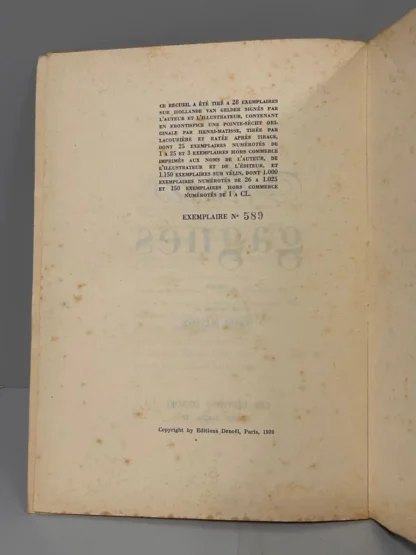 CE RECUEIL A ÉTÉ TIRÉ A 28 EXEMPLAIRES
SUR HOLLANDE VAN GELDER SIGNÉS PAR
L'AUTEUR ET L'ILLUSTRATEUR, CONTENANT
EN FRONTISPICE UNE POINTE-SÈCHE ORI-
GINALE PAR HENRI-MATISSE, TIRÉE PAR
LACOURIÈRE ET RAYÉE APRÈS TIRAGE,
DONT 25 EXEMPLAIRES NUMÉROTÉS DE
1 A 25 ET 3 EXEMPLAIRES HORS COMMERCE
IMPRIMÉS AUX NOMS DE L'AUTEUR, DE
L'ILLUSTRATEUR ET DE L'ÉDITEUR, ET
1.150 EXEMPLAIRES SUR VÉLIN, DONT 1.000
EXEMPLAIRES NUMÉROTÉS DE 26 A 1.025
ET 150 EXEMPLAIRES HORS COMMERCE
NUMÉROTÉS DE I A CL.
EXEMPLAIRE N° 589
gagnes
Copyright by Editions Denoël, Paris, 1936